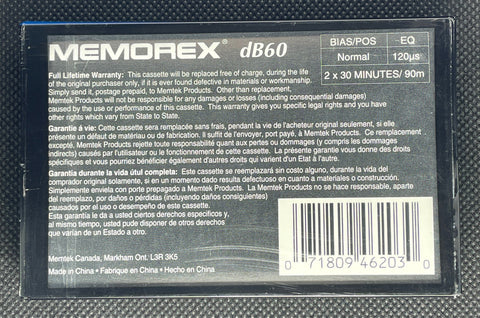 MEMOREX dB60
BIAS/POS EQ
Normal 120µs
2 x 30 MINUTES/ 90m
Full Lifetime Warranty: This cassette will be replaced free of charge, during the life
of the original purchaser only, if it is ever found defective in materials or workmanship.
Simply send it, postage prepaid, to Memtek Products. Other than replacement,
Memtek Products will not be responsible for any damages or losses (including consequential damages)
caused by the use or performance of this cassette. This warranty gives you specific legal rights and you have
other rights which vary from State to State.
Garantie à vie: Cette cassette sera remplacée sans frais, pendant la vie de l'acheteur original seulement, si elle
présente un défaut de matériau ou de fabrication. Il suffit de l'envoyer, port payé, à Memtek Products. Ce remplacement
excepté, Memtek Products rejette toute responsabilité quant aux pertes ou dommages (y compris les dommages
indirects) causés par l'utilisation ou le fonctionnement de cette cassette. La présente garantie vous donne des droits
spécifiques et vous pourriez bénéficier également d'autres droits qui varient d'un Etat à l'autre.
Garantía durante la vida útul completa: Este cassette se reemplazará sin costo alguno, durante la vida del
comprador original solamente, si en un momento dado resulta defectuoso en cuanto a materiales o construcción.
Simplemente envíela con porte prepagado a Memtek Products. La Memtek Products no se hace responsable, aparte
del reemplazo, por daños o pérdidas (incluyendo daños consiguientes)
causados por el uso o desempeño de este cassette.
Esta garantía le da a usted ciertos derechos específicos y,
al mismo tiempo, usted pude disponer de otros derechos
que varían de un Estado a otro.
Memtek Canada, Markham Ont. L3R 3K5
Made in China • Fabrique en China • Hecho en China
0 71809 46203 0